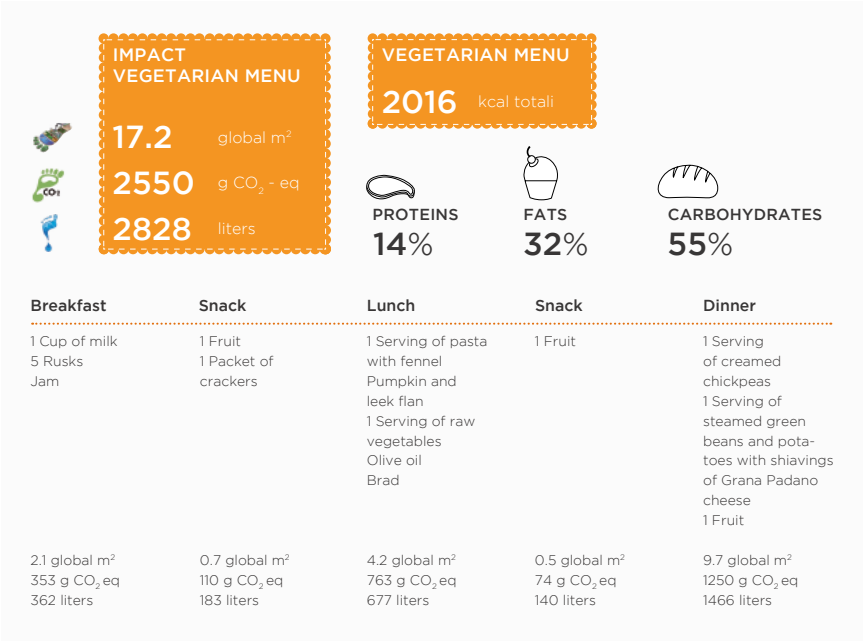 IMPACT
VEGETARIAN MENU
17.2 global m²
2550 g CO₂ - eq
2828 liters
CO₂
VEGETARIAN MENU
2016 kcal totali
PROTEINS
14%
FATS
32%
CARBOHYDRATES
55%
Breakfast
1 Cup of milk
5 Rusks
Jam
2.1 global m²
353 g CO₂ eq
362 liters
Snack
1 Fruit
1 Packet of
crackers
0.7 global m²
110 g CO₂ eq
183 liters
Lunch
1 Serving of pasta
with fennel
Pumpkin and
leek flan
1 Serving of raw
vegetables
Olive oil
Brad
4.2 global m²
763 g CO₂ eq
677 liters
Snack
1 Fruit
0.5 global m²
74 g CO₂ eq
140 liters
Dinner
1 Serving
of creamed
chickpeas
1 Serving of
steamed green
beans and pota-
toes with shiavings
of Grana Padano
cheese
1 Fruit
9.7 global m²
1250 g CO₂ eq
1466 liters